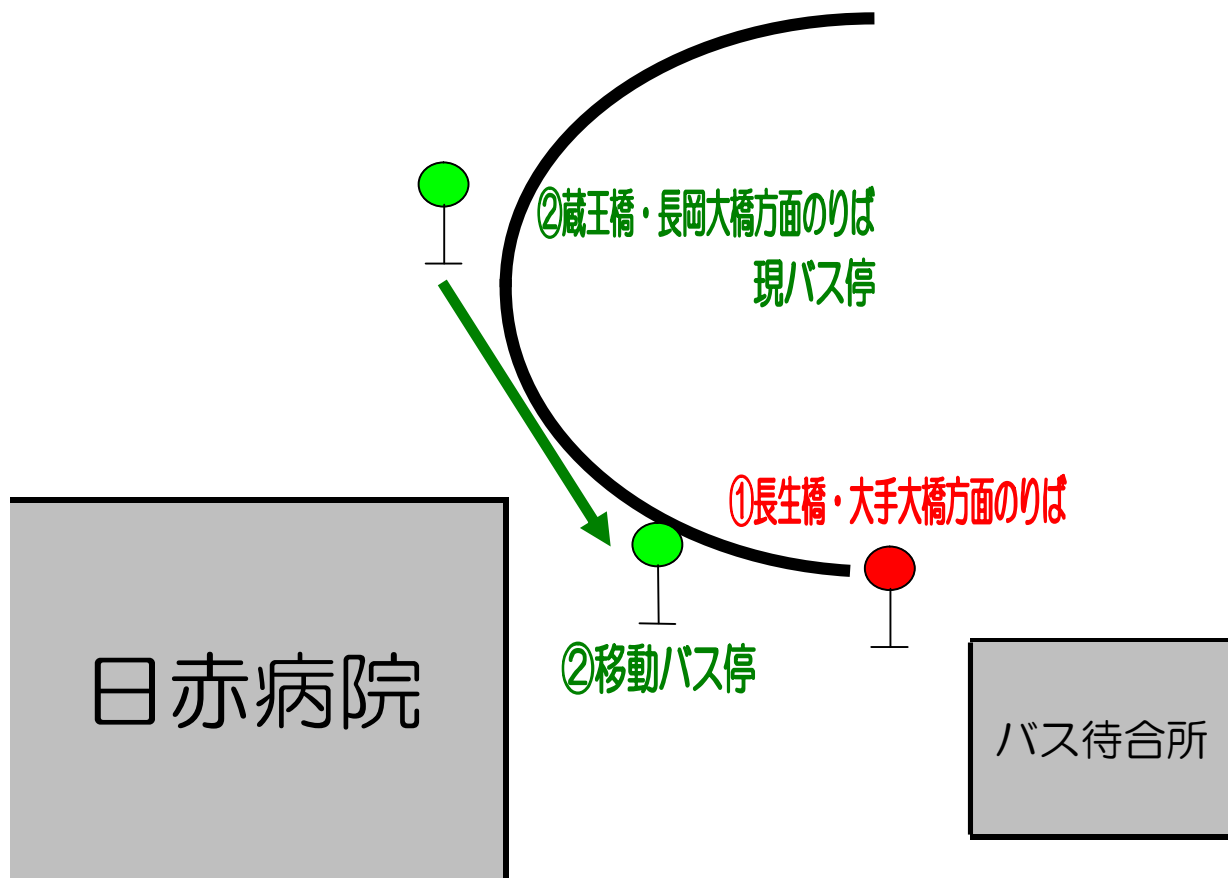 ②蔵王橋・長岡大橋方面のりば
現バス停
①長生橋・大手大橋方面のりば
②移動バス停
日赤病院
バス待合所